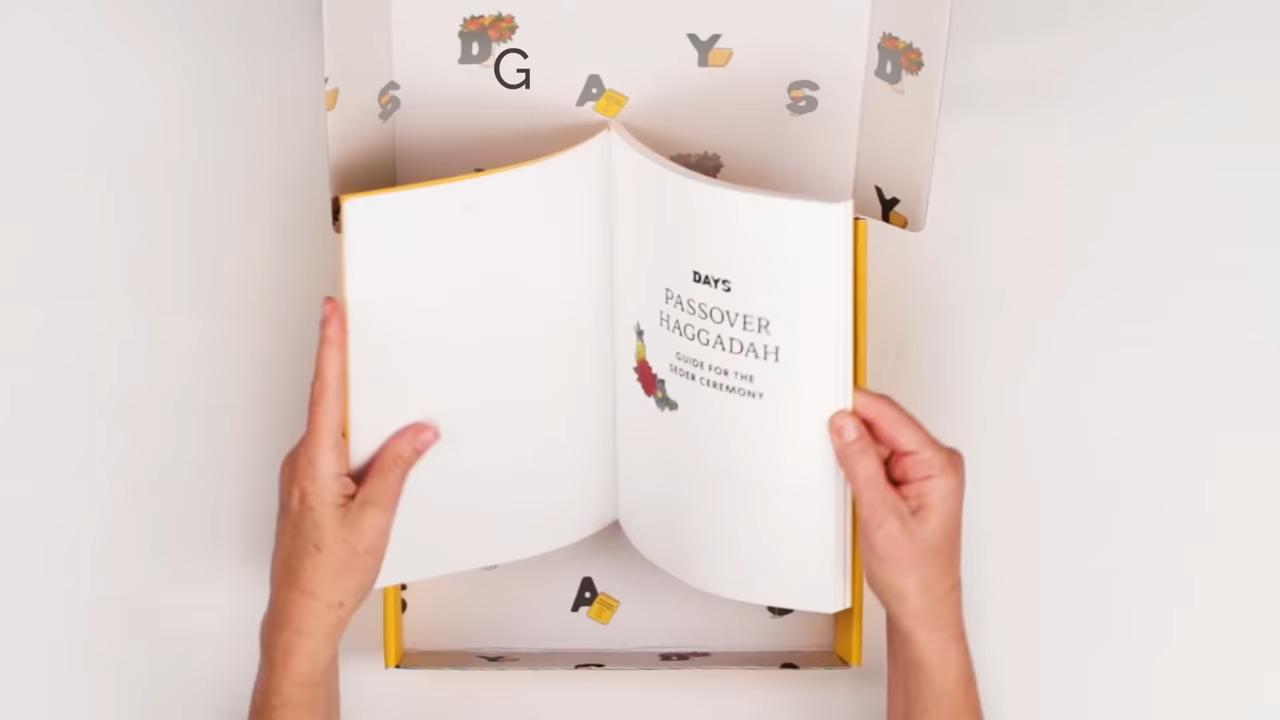 D
G
Y
A
S
S
D
Y
DAYS
PASSOVER
HAGGADAH
GUIDE FOR THE
SEDER CEREMONY
A
Y